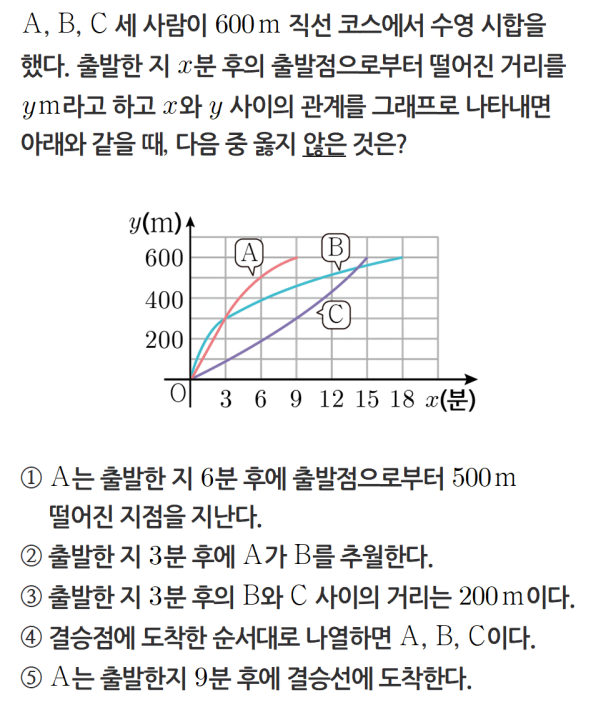 A, B, C 세 사람이 600m 직선 코스에서 수영 시합을
했다. 출발한 지 x분 후의 출발점으로부터 떨어진 거리를
ym라고 하고 x와 y 사이의 관계를 그래프로 나타내면
아래와 같을 때, 다음 중 옳지 않은 것은?
y(m)
A
B
600
400
C
200
O
3 6 9 12 15 18 x(분)
① A는 출발한 지 6분 후에 출발점으로부터 500m
떨어진 지점을 지난다.
② 출발한 지 3분 후에 A가 B를 추월한다.
③ 출발한 지 3분 후의 B와 C 사이의 거리는 200m이다.
④ 결승점에 도착한 순서대로 나열하면 A, B, C이다.
⑤ A는 출발한지 9분 후에 결승선에 도착한다.